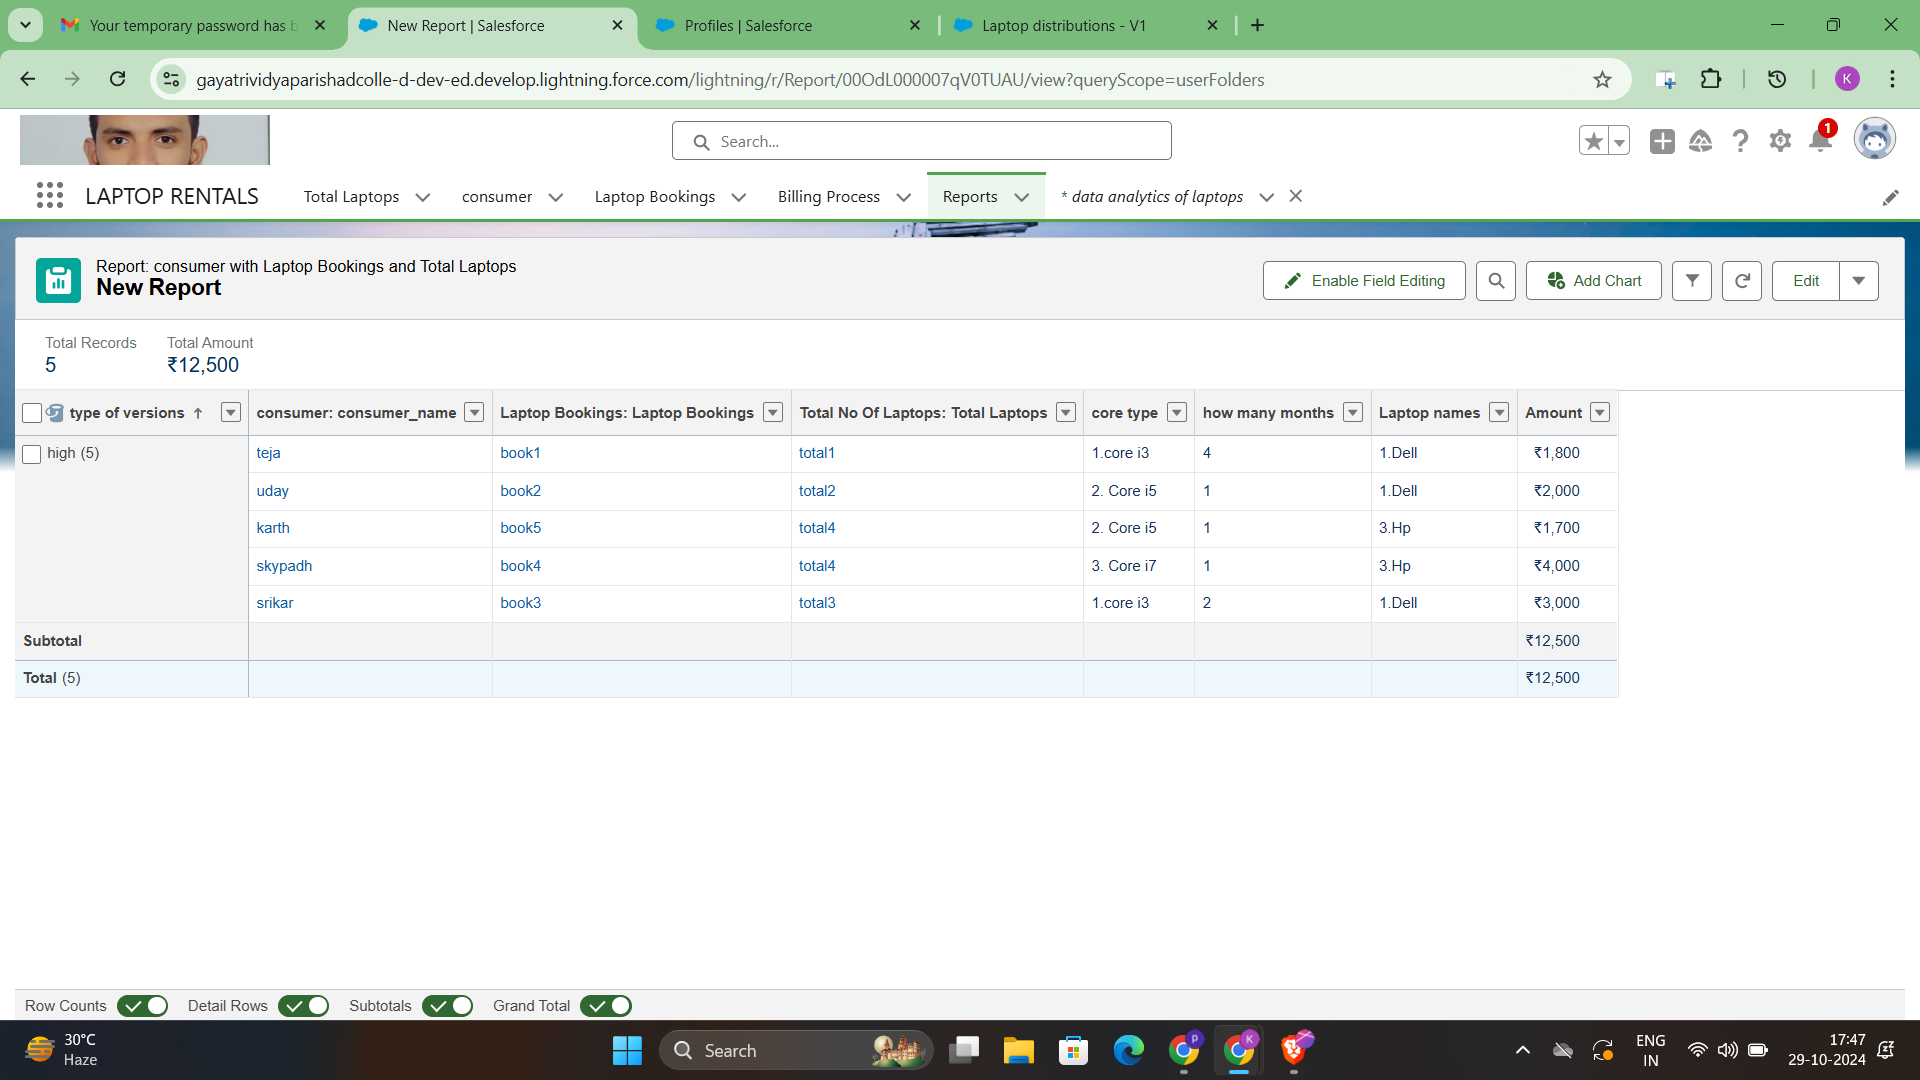 Your temporary password has b
New Report | Salesforce
Profiles | Salesforce
Laptop distributions - V1
gayatrividyaparishadcolle-d-dev-ed.develop.lightning.force.com/lightning/r/Report/00OdL000007qV0TUAU/view?queryScope=userFolders
K
Search...
1
LAPTOP RENTALS
Total Laptops
consumer
Laptop Bookings
Billing Process
Reports
* data analytics of laptops
Report: consumer with Laptop Bookings and Total Laptops
New Report
Enable Field Editing
Add Chart
Edit
Total Records
5
Total Amount
₹12,500
type of versions ↑ consumer: consumer_name Laptop Bookings: Laptop Bookings Total No Of Laptops: Total Laptops core type how many months Laptop names Amount
high (5) teja book1 total1 1.core i3 4 1.Dell ₹1,800
uday book2 total2 2. Core i5 1 1.Dell ₹2,000
karth book5 total4 2. Core i5 1 3.Hp ₹1,700
skypadh book4 total4 3. Core i7 1 3.Hp ₹4,000
srikar book3 total3 1.core i3 2 1.Dell ₹3,000
Subtotal ₹12,500
Total (5) ₹12,500
Row Counts Detail Rows Subtotals Grand Total
30°C
Haze
Search
P
K
ENG
IN
17:47
29-10-2024